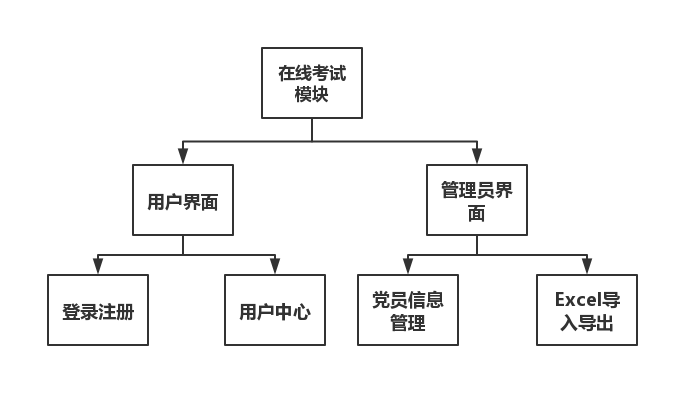 在线考试
模块
用户界面
管理员界
面
登录注册
用户中心
党员信息
管理
Excel导
入导出